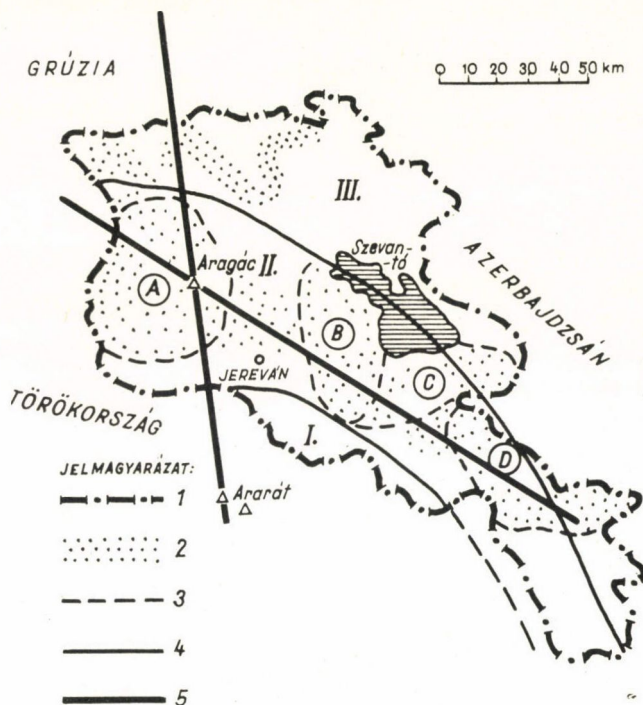 GRÚZIA
0 10 20 30 40 50 km
III.
Szevan-
tó
Aragác
II.
AZERBAJDZSÁN
A
B
JEREVÁN
C
TÖRÖKORSZÁG
I.
D
JELMAGYARÁZAT:
Ararát
1
2
3
4
5